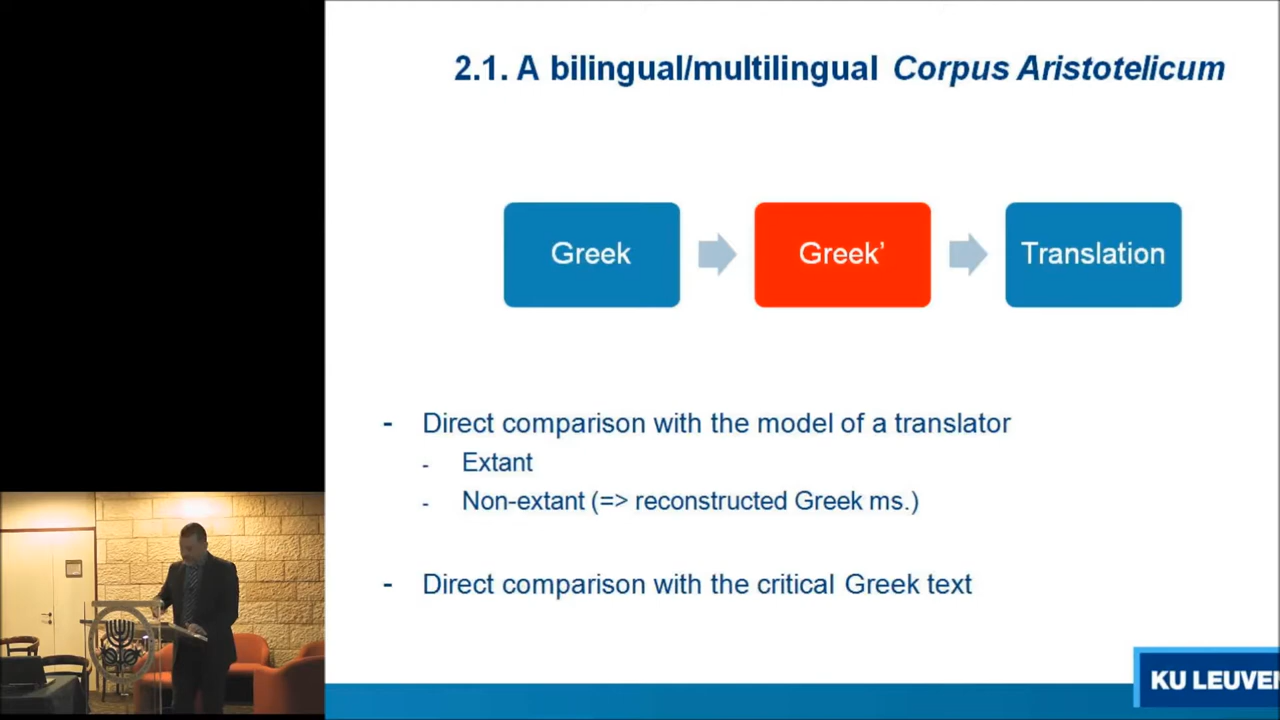 2.1. A bilingual/multilingual Corpus Aristotelicum
Greek
Greek’
Translation
- Direct comparison with the model of a translator
- Extant
- Non-extant (=> reconstructed Greek ms.)
- Direct comparison with the critical Greek text
KU LEUVEN